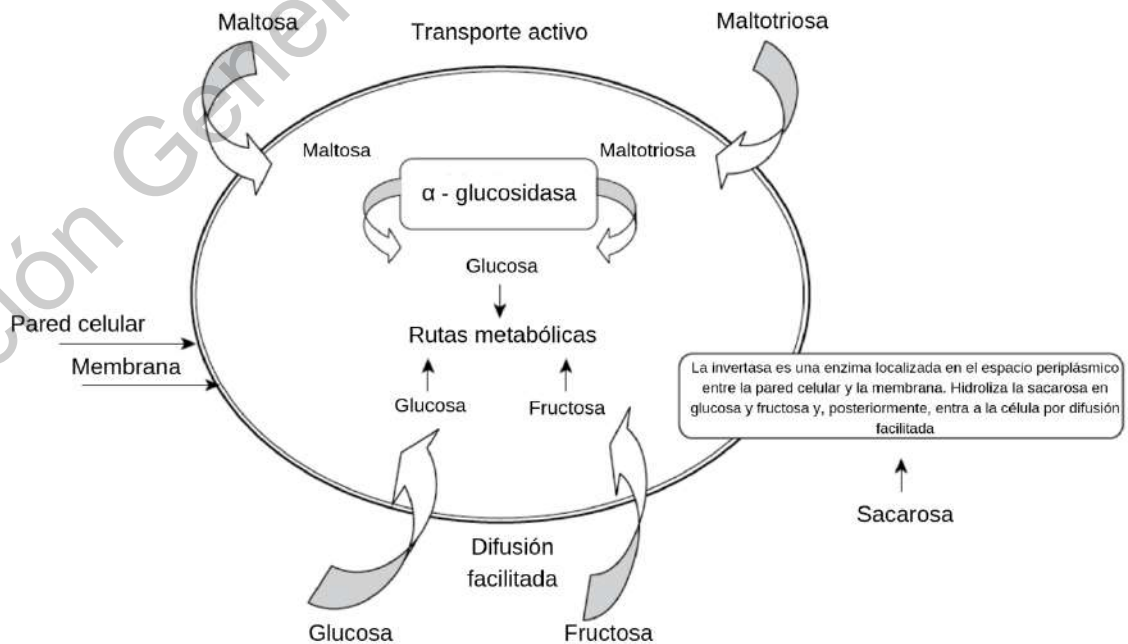 Maltosa
Transporte activo
Maltotriosa
Maltosa
Maltotriosa
α - glucosidasa
Glucosa
Rutas metabólicas
Pared celular
Membrana
Glucosa
Fructosa
La invertasa es una enzima localizada en el espacio periplásmico
entre la pared celular y la membrana. Hidroliza la sacarosa en
glucosa y fructosa y, posteriormente, entra a la célula por difusión
facilitada
Sacarosa
Difusión
facilitada
Glucosa
Fructosa